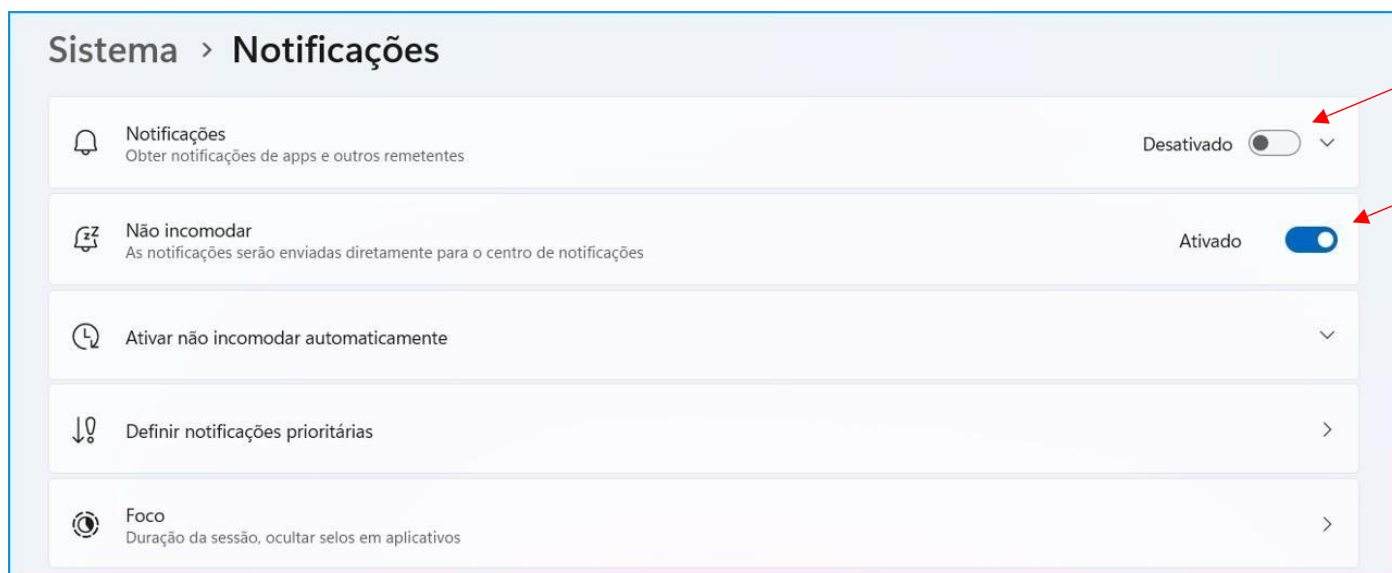 Sistema > Notificações
Notificações
Obter notificações de apps e outros remetentes
Desativado
Não incomodar
As notificações serão enviadas diretamente para o centro de notificações
Ativado
Ativar não incomodar automaticamente
Definir notificações prioritárias
Foco
Duração da sessão, ocultar selos em aplicativos